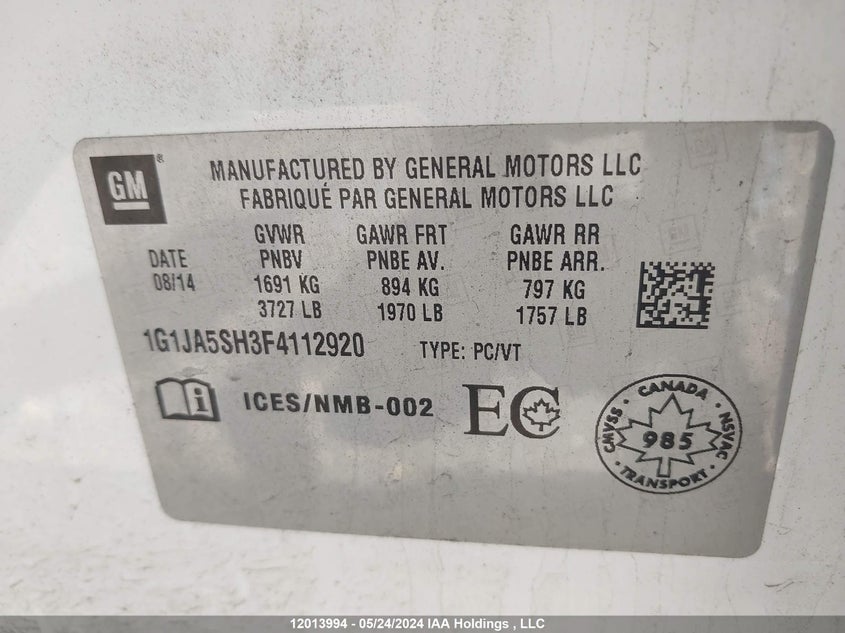 GM ®
MANUFACTURED BY GENERAL MOTORS LLC
FABRIQUÉ PAR GENERAL MOTORS LLC
DATE
08/14
GVWR
PNBV
1691 KG
3727 LB
GAWR FRT
PNBE AV.
894 KG
1970 LB
GAWR RR
PNBE ARR.
797 KG
1757 LB
1G1JA5SH3F4112920 TYPE: PC/VT
i ICES/NMB-002 EC
CANADA
CMVSS 985 NSVAC
TRANSPORT
12013994 - 05/24/2024 IAA Holdings , LLC